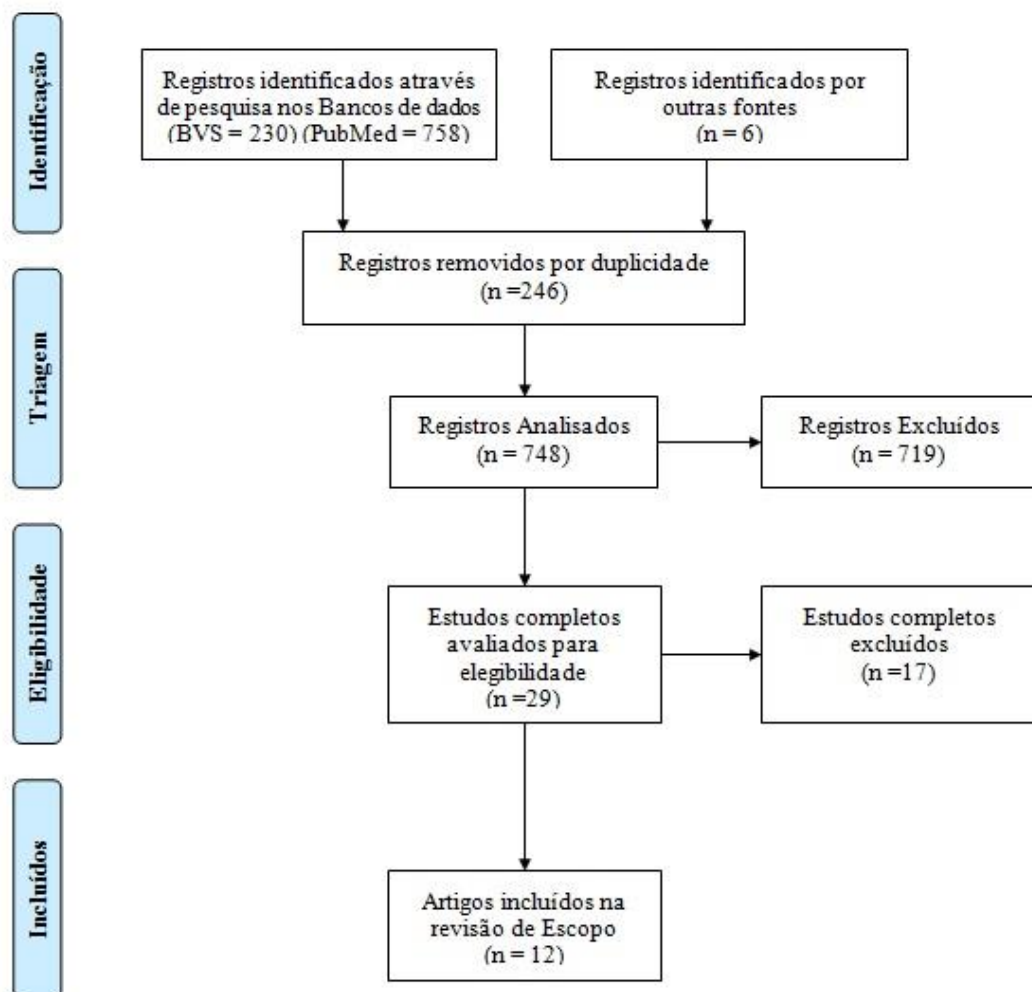 Identificação
Registros identificados através
de pesquisa nos Bancos de dados
(BVS = 230) (PubMed = 758)
Registros identificados por
outras fontes
(n = 6)
Registros removidos por duplicidade
(n =246)
Triagem
Registros Analisados
(n = 748)
Registros Excluídos
(n = 719)
Eligibilidade
Estudos completos
avaliados para
elegibilidade
(n =29)
Estudos completos
excluídos
(n =17)
Incluídos
Artigos incluídos na
revisão de Escopo
(n = 12)